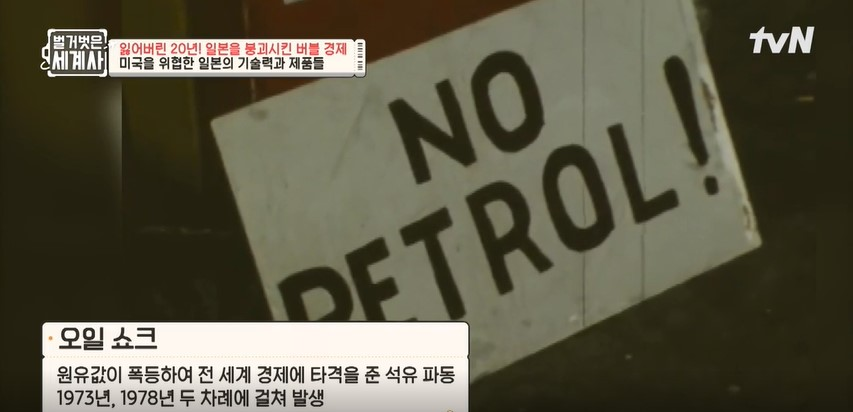 벌거벗은
세계사
잃어버린 20년! 일본을 붕괴시킨 버블 경제
미국을 위협한 일본의 기술력과 제품들
tvN
NO
PETROL!
오일 쇼크
원유값이 폭등하여 전 세계 경제에 타격을 준 석유 파동
1973년, 1978년 두 차례에 걸쳐 발생